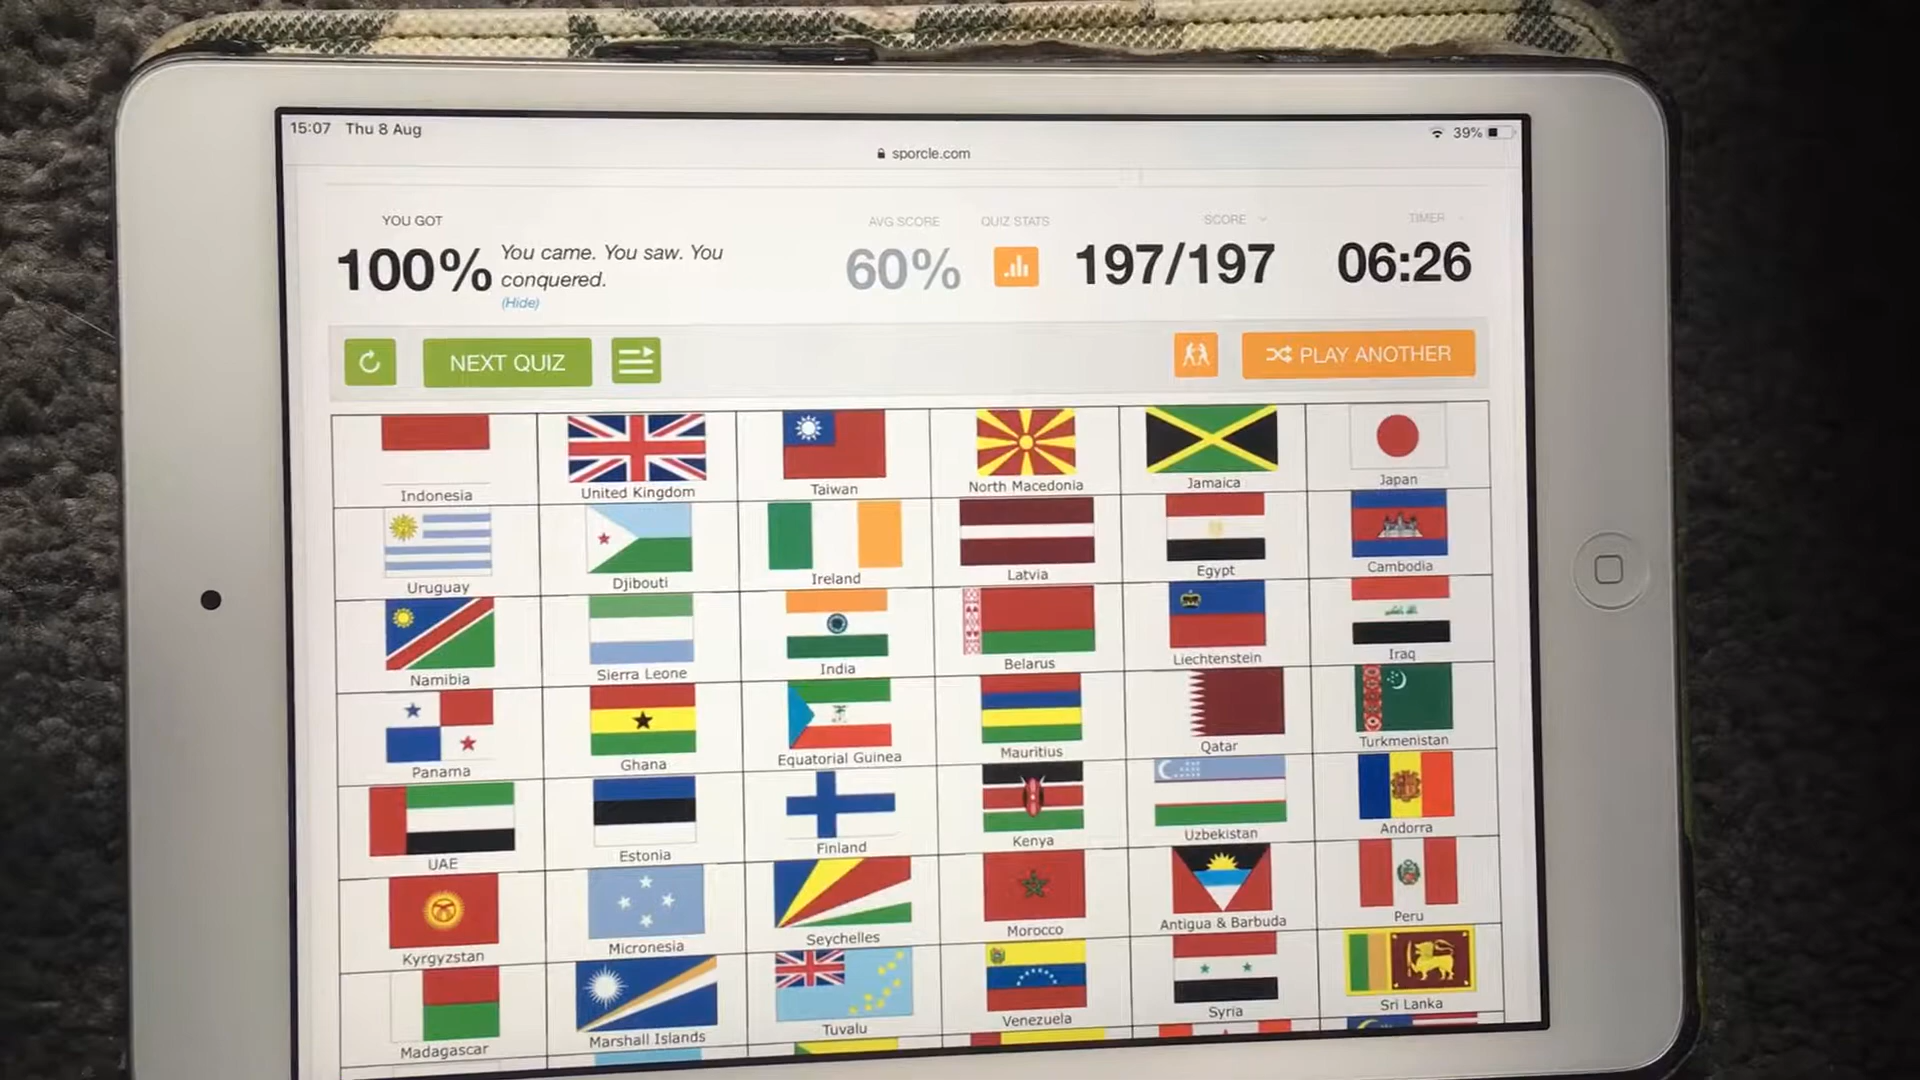 15:07 Thu 8 Aug
39%
sporcle.com
YOU GOT
AVG SCORE
QUIZ STATS
SCORE
TIMER
100%
You came. You saw. You
conquered.
(Hide)
60%
197/197
06:26
NEXT QUIZ
PLAY ANOTHER
Indonesia
United Kingdom
Taiwan
North Macedonia
Jamaica
Japan
Uruguay
Djibouti
Ireland
Latvia
Egypt
Cambodia
Namibia
Sierra Leone
India
Belarus
Liechtenstein
Iraq
Panama
Ghana
Equatorial Guinea
Mauritius
Qatar
Turkmenistan
UAE
Estonia
Finland
Kenya
Uzbekistan
Andorra
Kyrgyzstan
Micronesia
Seychelles
Morocco
Antigua & Barbuda
Peru
Madagascar
Marshall Islands
Tuvalu
Venezuela
Syria
Sri Lanka